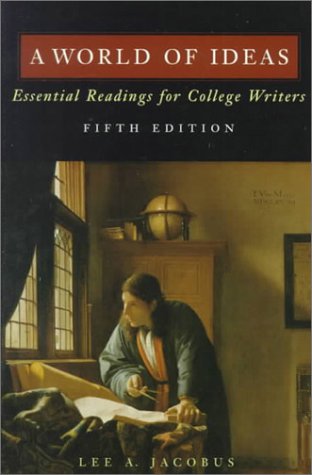 A WORLD OF IDEAS
Essential Readings for College Writers
FIFTH EDITION
LEE A. JACOBUS